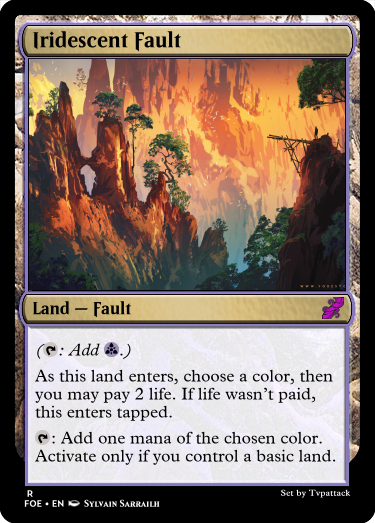 Iridescent Fault
Land — Fault
(: Add .)
As this land enters, choose a color, then
you may pay 2 life. If life wasn't paid,
this enters tapped.
: Add one mana of the chosen color.
Activate only if you control a basic land.
R
FOE • EN Sylvain Sarrailh
Set by Tvpattack